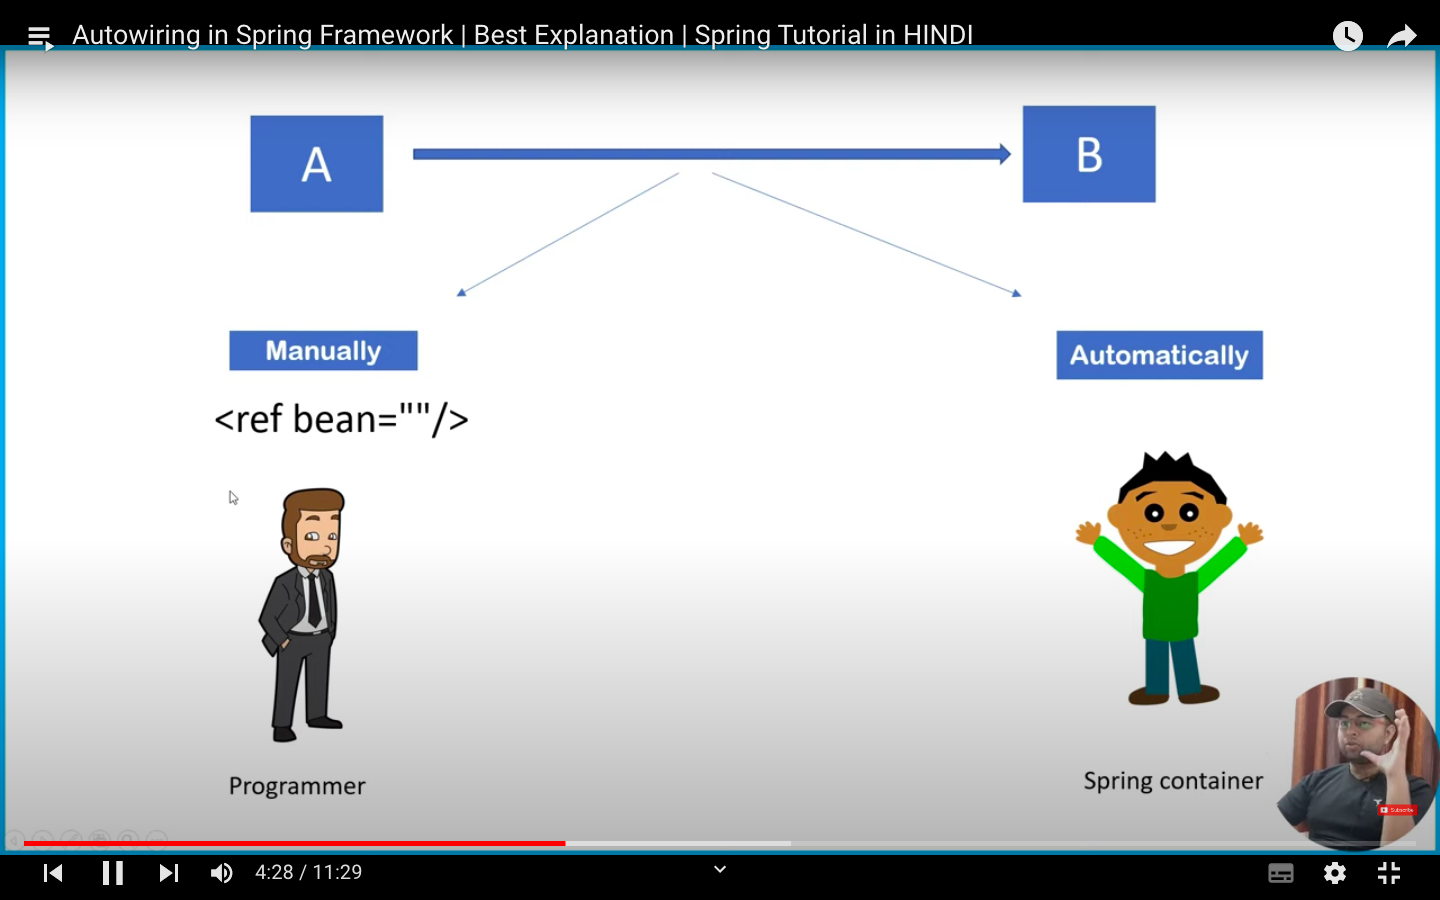 Autowiring in Spring Framework | Best Explanation | Spring Tutorial in HINDI
A
B
Manually
Automatically
<ref bean=""/>
Programmer
Spring container
Subscribe
4:28 / 11:29